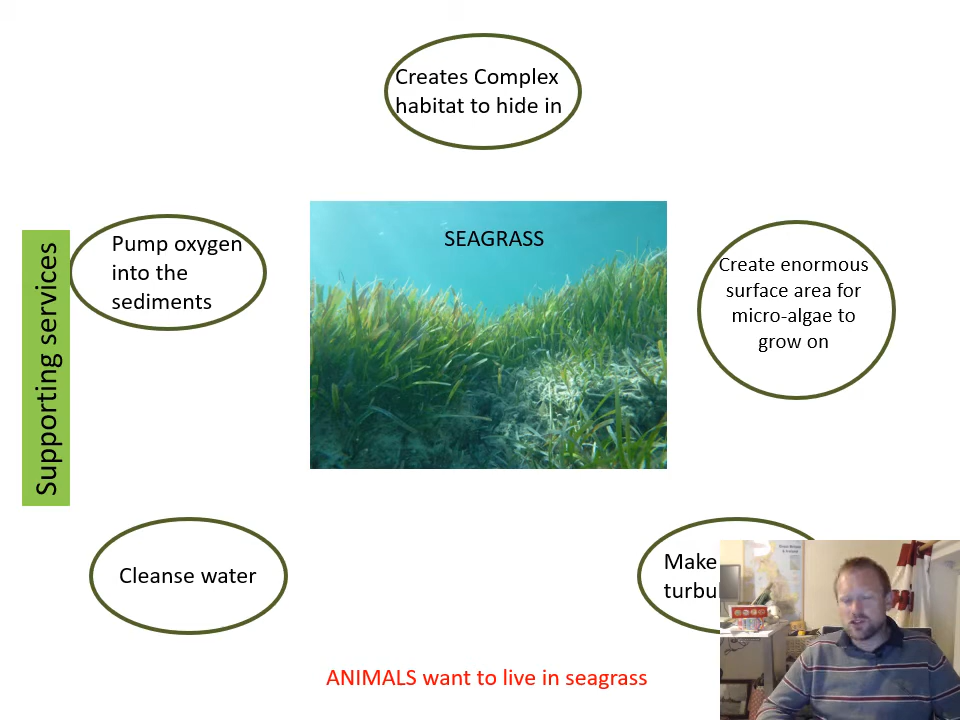 Creates Complex
habitat to hide in
SEAGRASS
Pump oxygen
into the
sediments
Create enormous
surface area for
micro-algae to
grow on
Supporting services
Cleanse water
Make
ANIMALS want to live in seagrass